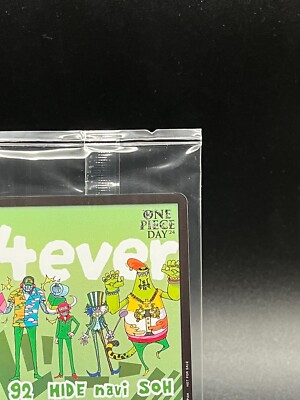 ONE
PIECE
DAY'24
4ever
92 HIDE navi SOH
NOT FOR SALE